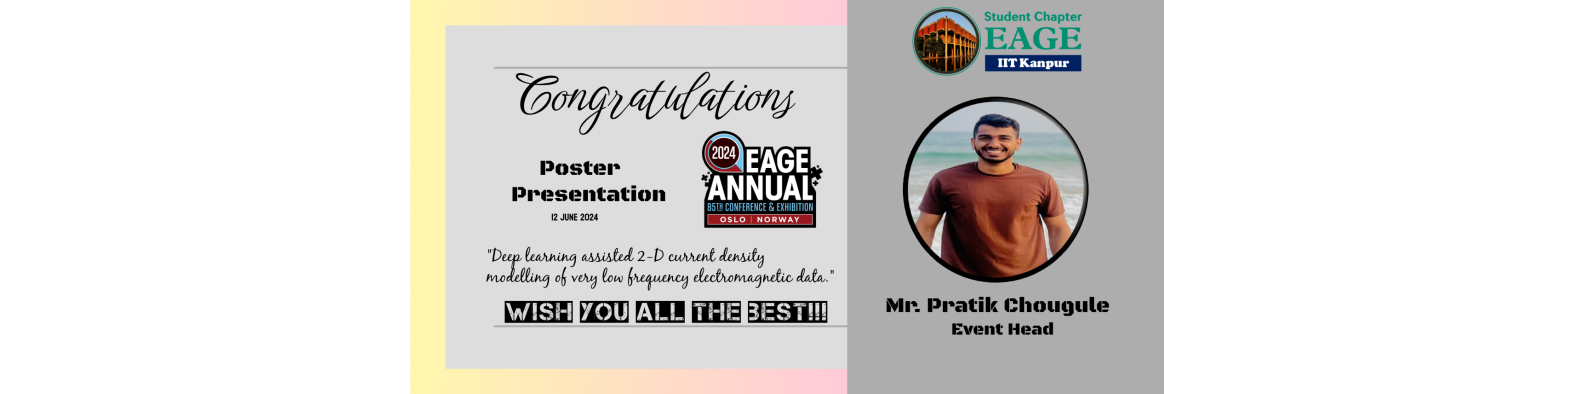 Congratulations
Poster
Presentation
12 JUNE 2024
2024
EAGE
ANNUAL
85TH CONFERENCE & EXHIBITION
OSLO | NORWAY
"Deep learning assisted 2-D current density
modelling of very low frequency electromagnetic data."
WISH YOU ALL THE BEST!!!
Student Chapter
EAGE
IIT Kanpur
Mr. Pratik Chougule
Event Head